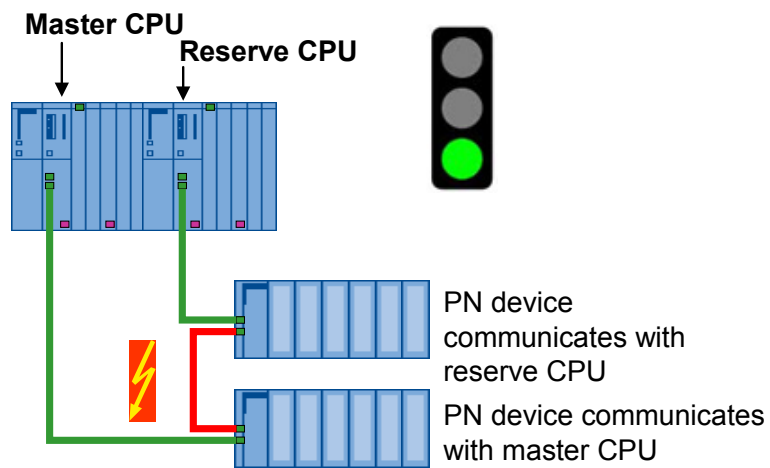 Master CPU
Reserve CPU
PN device
communicates with
reserve CPU
PN device communicates
with master CPU